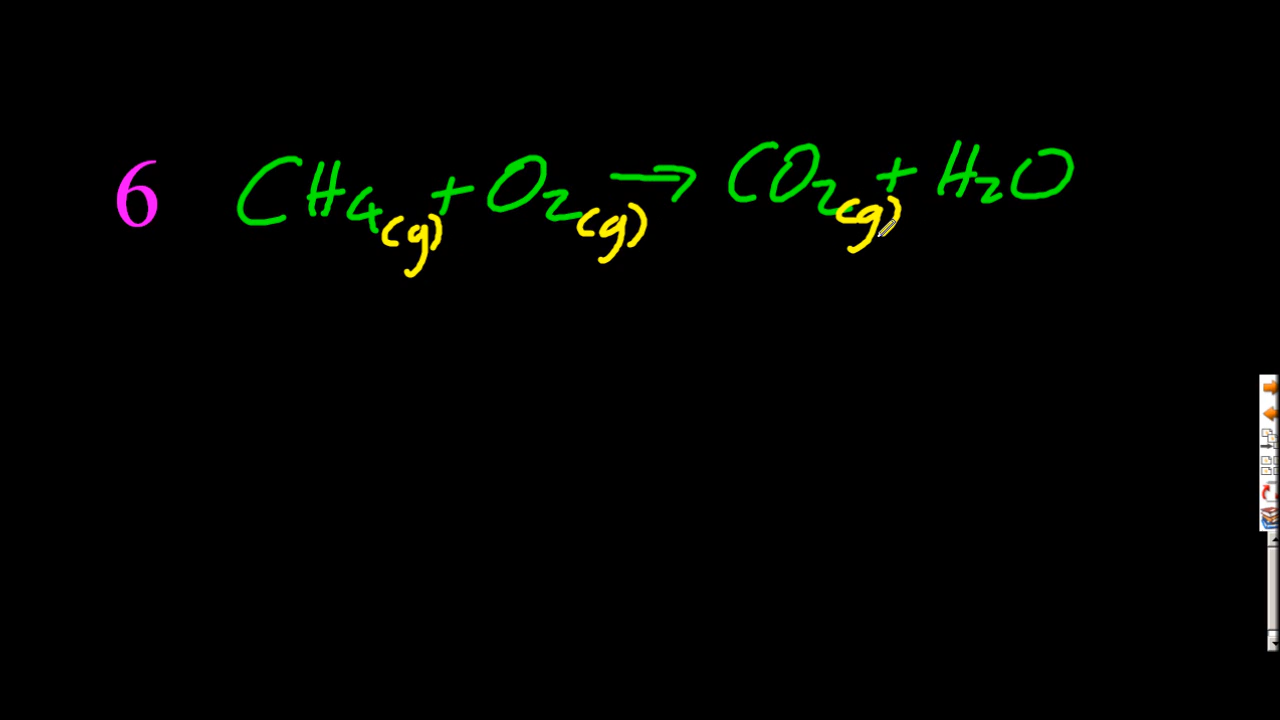 6 CH₄(g) + O₂(g) → CO₂(g) + H₂O